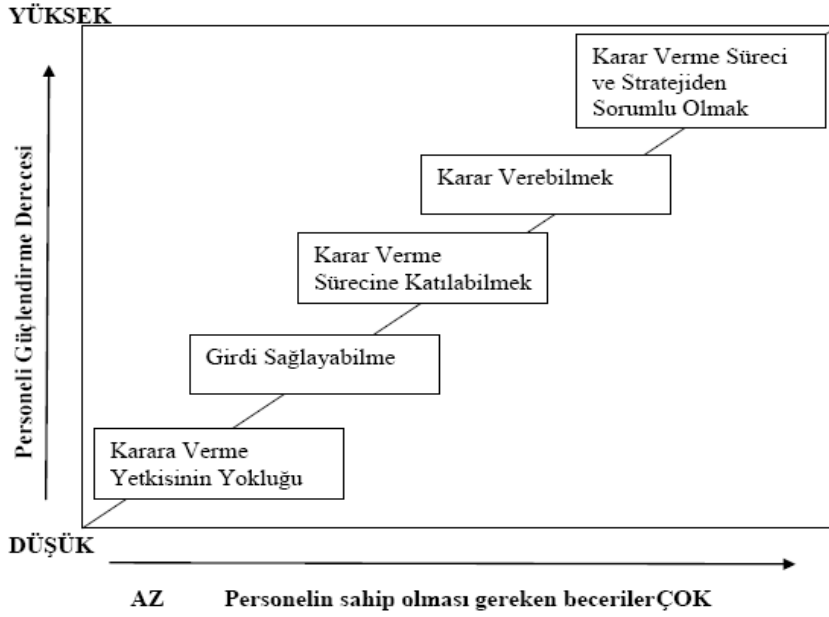 YÜKSEK
Karar Verme Süreci
ve Stratejiden
Sorumlu Olmak
Karar Verebilmek
Karar Verme
Sürecine Katılabilmek
Girdi Sağlayabilme
Karara Verme
Yetkisinin Yokluğu
Personeli Güçlendirme Derecesi
DÜŞÜK
AZ Personelin sahip olması gereken becerilerÇOK